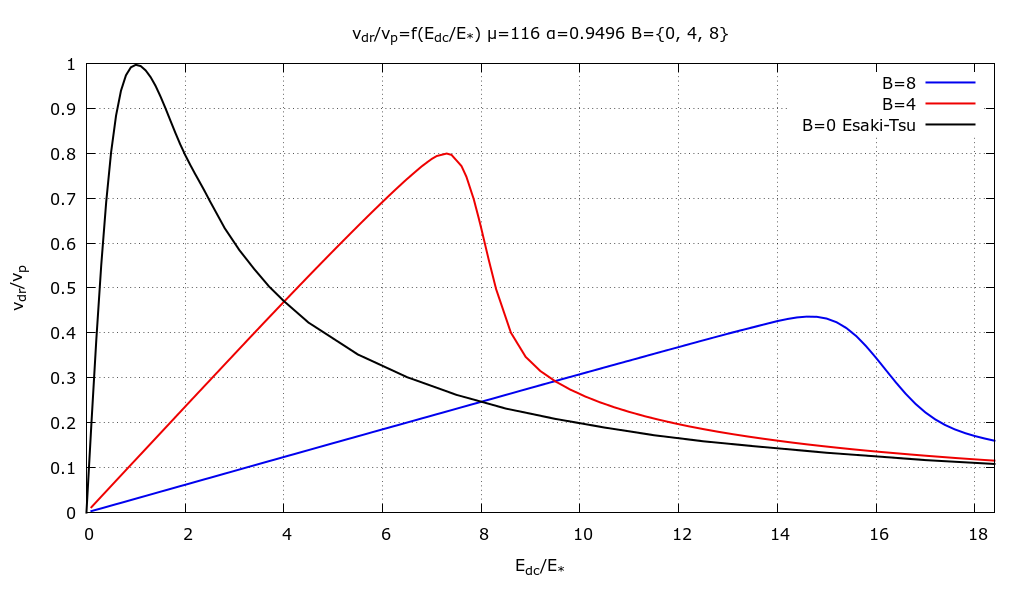 v_dr/v_p=f(E_dc/E_*) μ=116 α=0.9496 B={0, 4, 8}
B=8
B=4
B=0 Esaki-Tsu
1
0.9
0.8
0.7
0.6
0.5
0.4
0.3
0.2
0.1
0
v_dr/v_p
0 2 4 6 8 10 12 14 16 18
E_dc/E_*